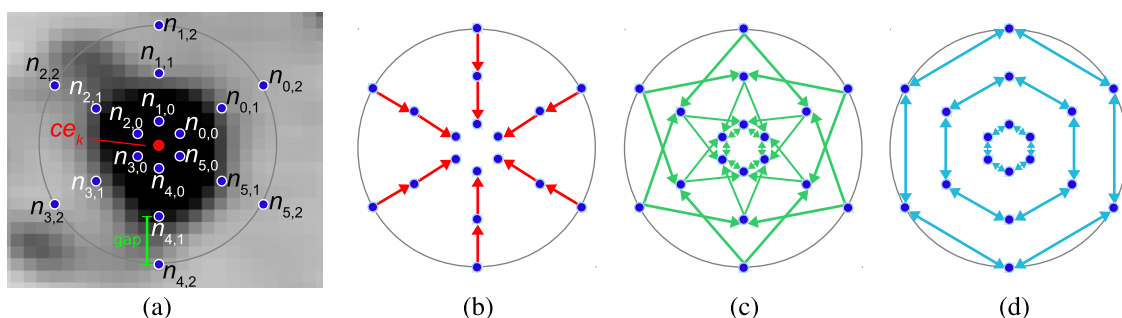 n1,2
n1,1
n2,2
n0,2
n2,1
n1,0
n0,1
n2,0
n0,0
cek
n3,0
n5,0
n3,1
n4,0
n5,1
n3,2
n5,2
n4,1
gap
n4,2
(a)
(b)
(c)
(d)